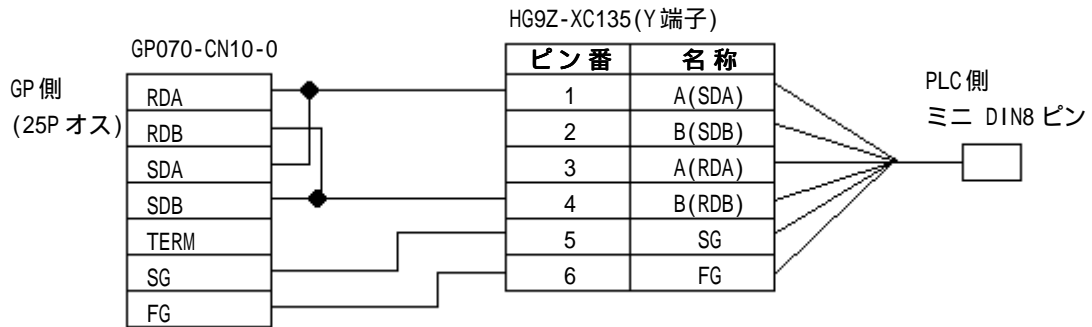 HG9Z-XC135(Y端子)
GP070-CN10-0
GP側
(25Pオス)
RDA
RDB
SDA
SDB
TERM
SG
FG
ピン番 名称
1 A(SDA)
2 B(SDB)
3 A(RDA)
4 B(RDB)
5 SG
6 FG
PLC側
ミニ DIN8ピン